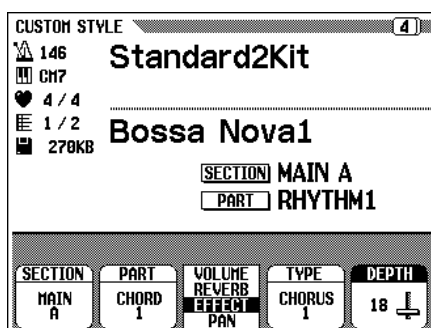 CUSTOM STYLE 4
146
Standard2Kit
CM7
4/4
1/2
270KB
Bossa Nova1
SECTION MAIN A
PART RHYTHM1
SECTION PART VOLUME TYPE DEPTH
REVERB
MAIN CHORD EFFECT CHORUS 18
A 1 PAN 1